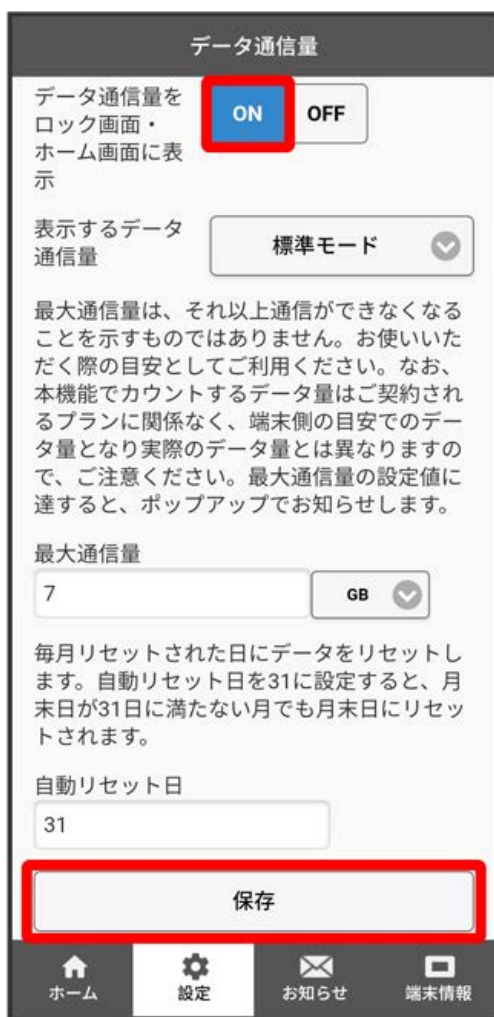 データ通信量
データ通信量を
ロック画面・
ホーム画面に表
示
ON
OFF
表示するデータ
通信量
標準モード
最大通信量は、それ以上通信ができなくなる
ことを示すものではありません。お使いいた
だく際の目安としてご利用ください。なお、
本機能でカウントするデータ量はご契約され
るプランに関係なく、端末側の目安でのデー
タ量となり実際のデータ量とは異なりますの
で、ご注意ください。最大通信量の設定値に
達すると、ポップアップでお知らせします。
最大通信量
7
GB
毎月リセットされた日にデータをリセットし
ます。自動リセット日を31に設定すると、月
末日が31日に満たない月でも月末日にリセッ
トされます。
自動リセット日
31
保存
ホーム
設定
お知らせ
端末情報